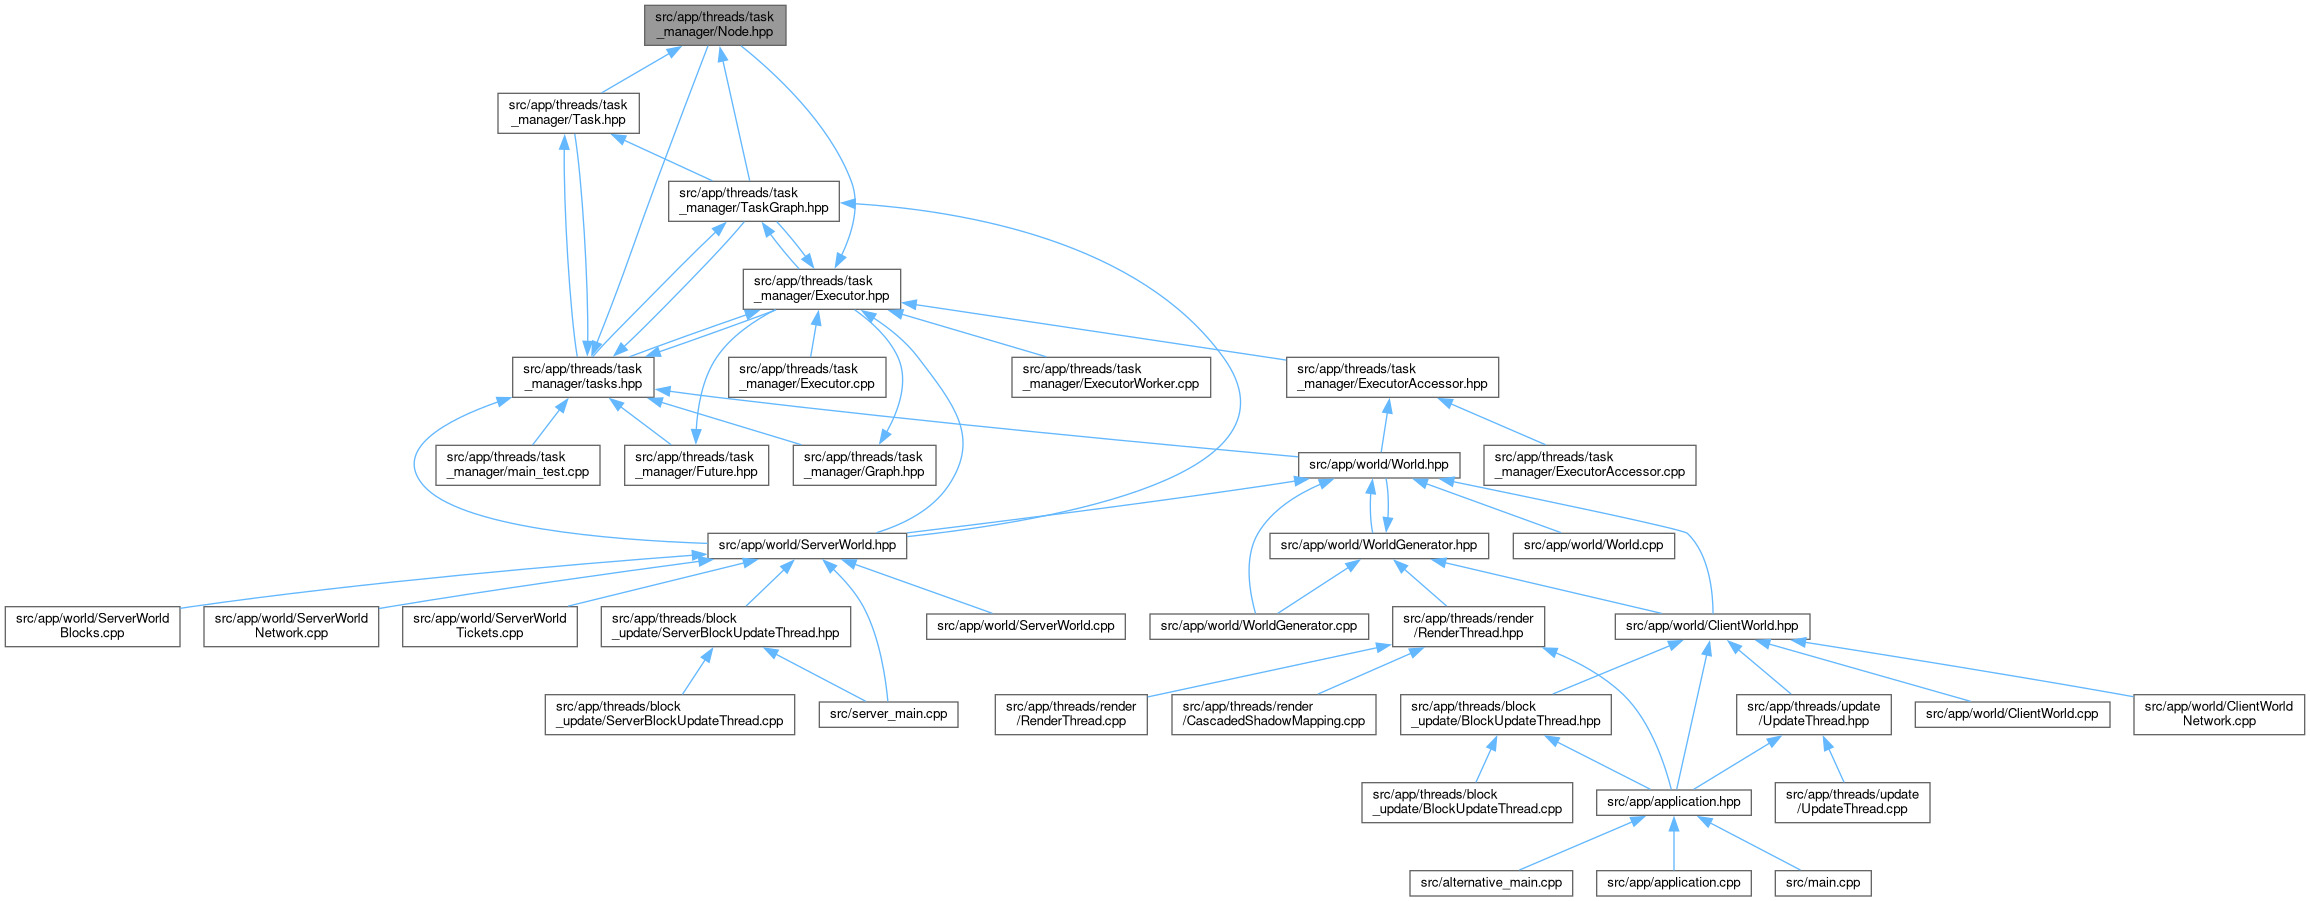 src/app/threads/task
_manager/Node.hpp
src/app/threads/task
_manager/Task.hpp
src/app/threads/task
_manager/TaskGraph.hpp
src/app/threads/task
_manager/Executor.hpp
src/app/threads/task
_manager/tasks.hpp
src/app/threads/task
_manager/Executor.cpp
src/app/threads/task
_manager/ExecutorWorker.cpp
src/app/threads/task
_manager/ExecutorAccessor.hpp
src/app/threads/task
_manager/main_test.cpp
src/app/threads/task
_manager/Future.hpp
src/app/threads/task
_manager/Graph.hpp
src/app/world/World.hpp
src/app/threads/task
_manager/ExecutorAccessor.cpp
src/app/world/ServerWorld.hpp
src/app/world/WorldGenerator.hpp
src/app/world/World.cpp
src/app/world/ServerWorld
Blocks.cpp
src/app/world/ServerWorld
Network.cpp
src/app/world/ServerWorld
Tickets.cpp
src/app/threads/block
_update/ServerBlockUpdateThread.hpp
src/app/world/ServerWorld.cpp
src/app/world/WorldGenerator.cpp
src/app/threads/render
/RenderThread.hpp
src/app/world/ClientWorld.hpp
src/app/threads/block
_update/ServerBlockUpdateThread.cpp
src/server_main.cpp
src/app/threads/render
/RenderThread.cpp
src/app/threads/render
/CascadedShadowMapping.cpp
src/app/threads/block
_update/BlockUpdateThread.hpp
src/app/threads/update
/UpdateThread.hpp
src/app/world/ClientWorld.cpp
src/app/world/ClientWorld
Network.cpp
src/app/threads/block
_update/BlockUpdateThread.cpp
src/app/application.hpp
src/app/threads/update
/UpdateThread.cpp
src/alternative_main.cpp
src/app/application.cpp
src/main.cpp